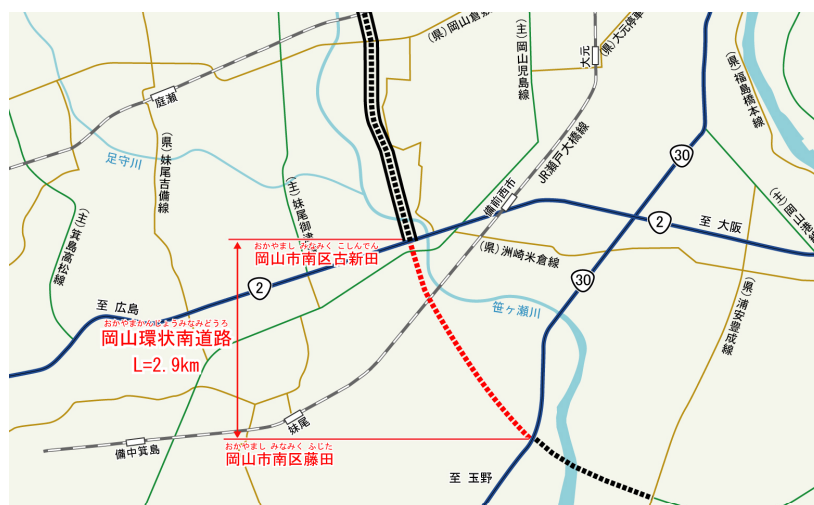 (県)岡山倉
(主)岡山児島線
大元
(県)大元停車
(県)福島橋本線
庭瀬
足守川
(県)妹尾吉備線
(主)妹尾御津
JR瀬戸大橋線
備前西市
30
2
至 大阪
(主)岡山港線
(主)箕島高松線
おかやまし みなみく こしんでん
岡山市南区古新田
(県)洲崎米倉線
2
30
(県)浦安豊成線
至 広島
笹ヶ瀬川
おかやまかんじょうみなみどうろ
岡山環状南道路
L=2.9km
妹尾
備中箕島
おかやまし みなみく ふじた
岡山市南区藤田
至 玉野